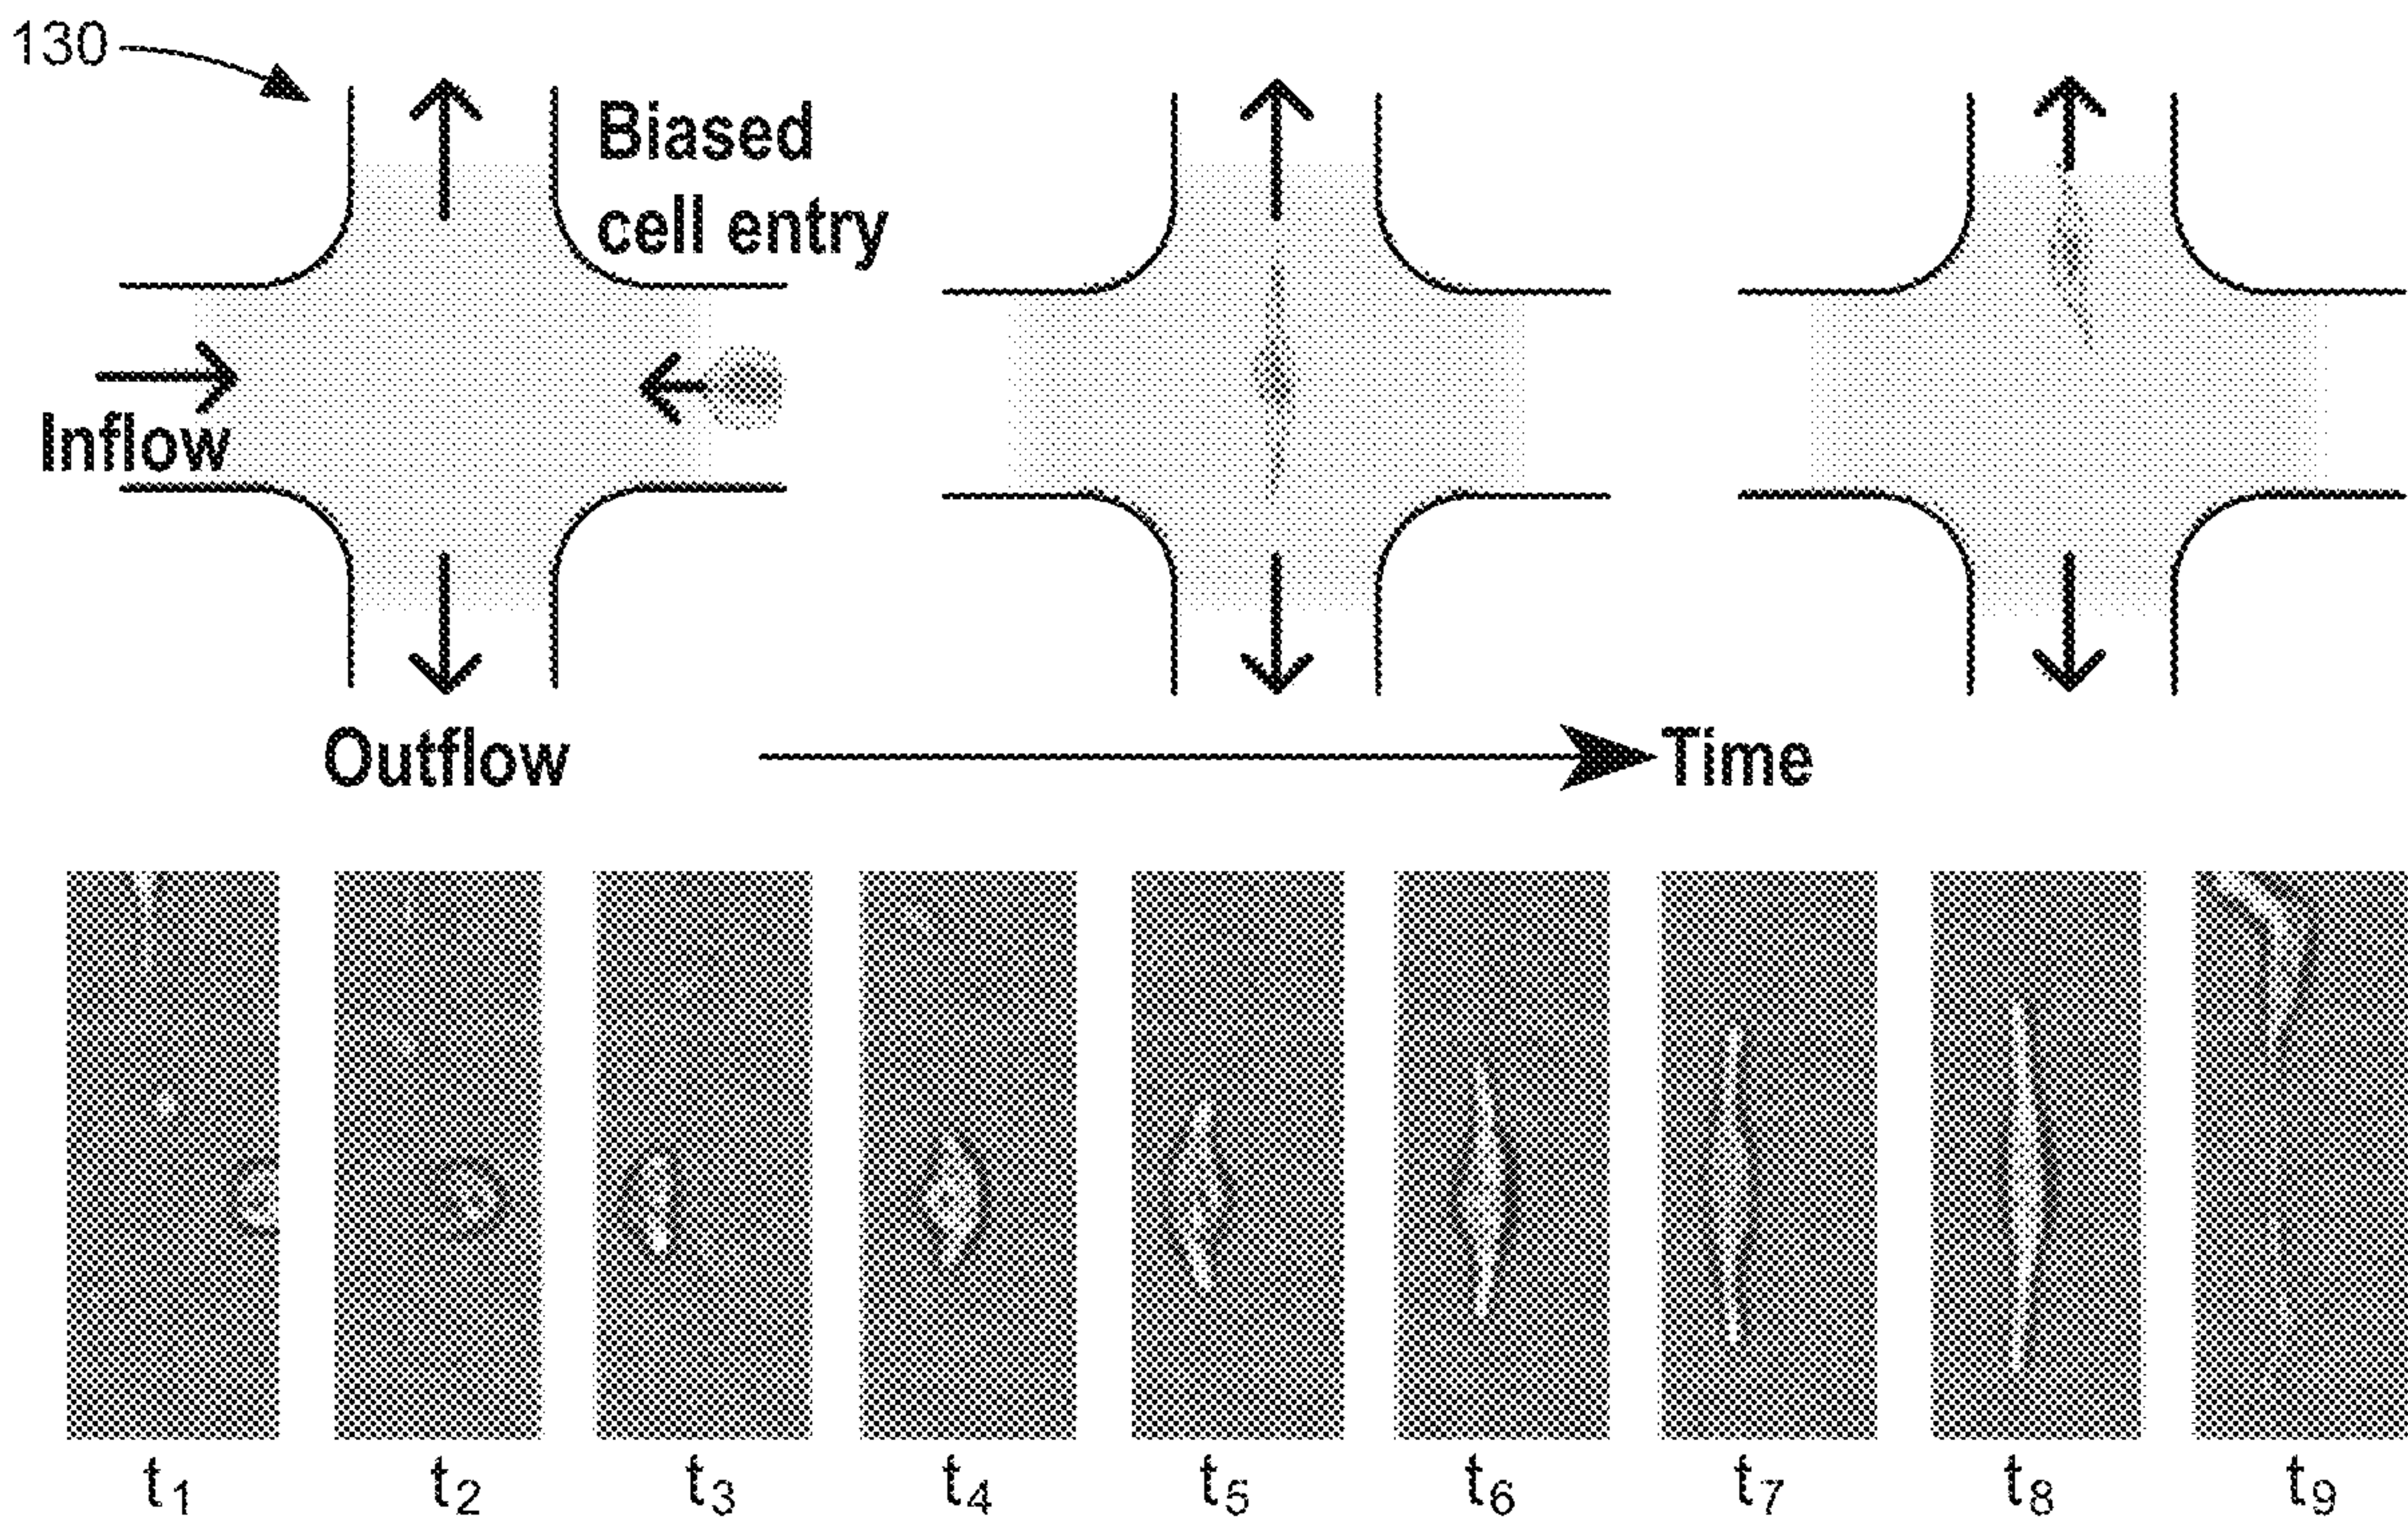 130
Biased
cell entry
Inflow
Outflow
Time
t1 t2 t3 t4 t5 t6 t7 t8 t9